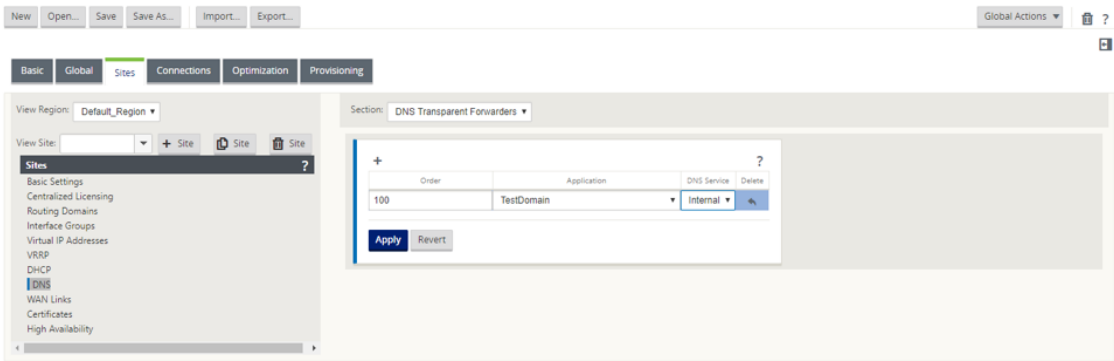 New Open... Save Save As... Import... Export... Global Actions ?
Basic Global Sites Connections Optimization Provisioning
View Region: Default_Region Section: DNS Transparent Forwarders
View Site: + Site Site Site
Sites ?
Basic Settings
Centralized Licensing
Routing Domains
Interface Groups
Virtual IP Addresses
VRRP
DHCP
DNS
WAN Links
Certificates
High Availability
+ ?
Order Application DNS Service Delete
100 TestDomain Internal
Apply Revert